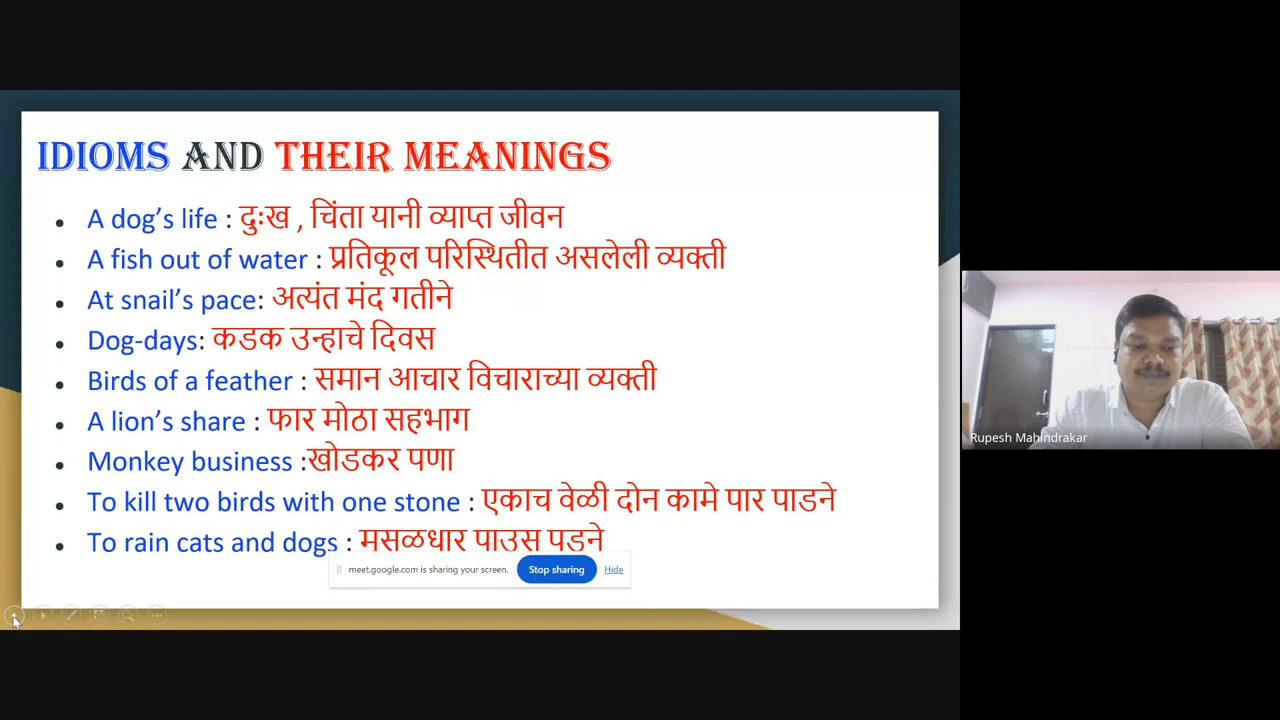 IDIOMS AND THEIR MEANINGS
• A dog's life : दुःख , चिंता यानी व्याप्त जीवन
• A fish out of water : प्रतिकूल परिस्थितीत असलेली व्यक्ती
• At snail's pace: अत्यंत मंद गतीने
• Dog-days: कडक उन्हाचे दिवस
• Birds of a feather : समान आचार विचाराच्या व्यक्ती
• A lion's share : फार मोठा सहभाग
• Monkey business :खोडकर पणा
• To kill two birds with one stone : एकाच वेळी दोन कामे पार पाडने
• To rain cats and dogs : मसळधार पाउस पडने
meet.google.com is sharing your screen. Stop sharing Hide
Rupesh Mahindrakar